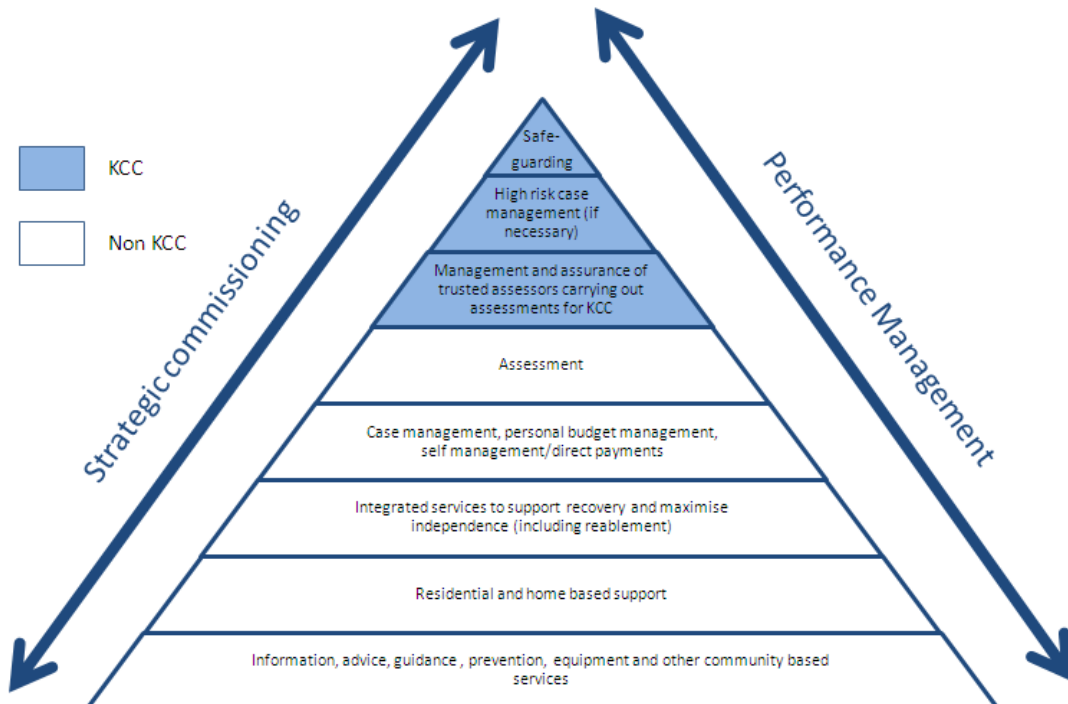 KCC
Non KCC
Strategic commissioning
Performance Management
Safe-
guarding
High risk case
management (if
necessary)
Management and assurance of
trusted assessors carrying out
assessments for KCC
Assessment
Case management, personal budget management,
self management/direct payments
Integrated services to support recovery and maximise
independence (including reablement)
Residential and home based support
Information, advice, guidance , prevention, equipment and other community based
services